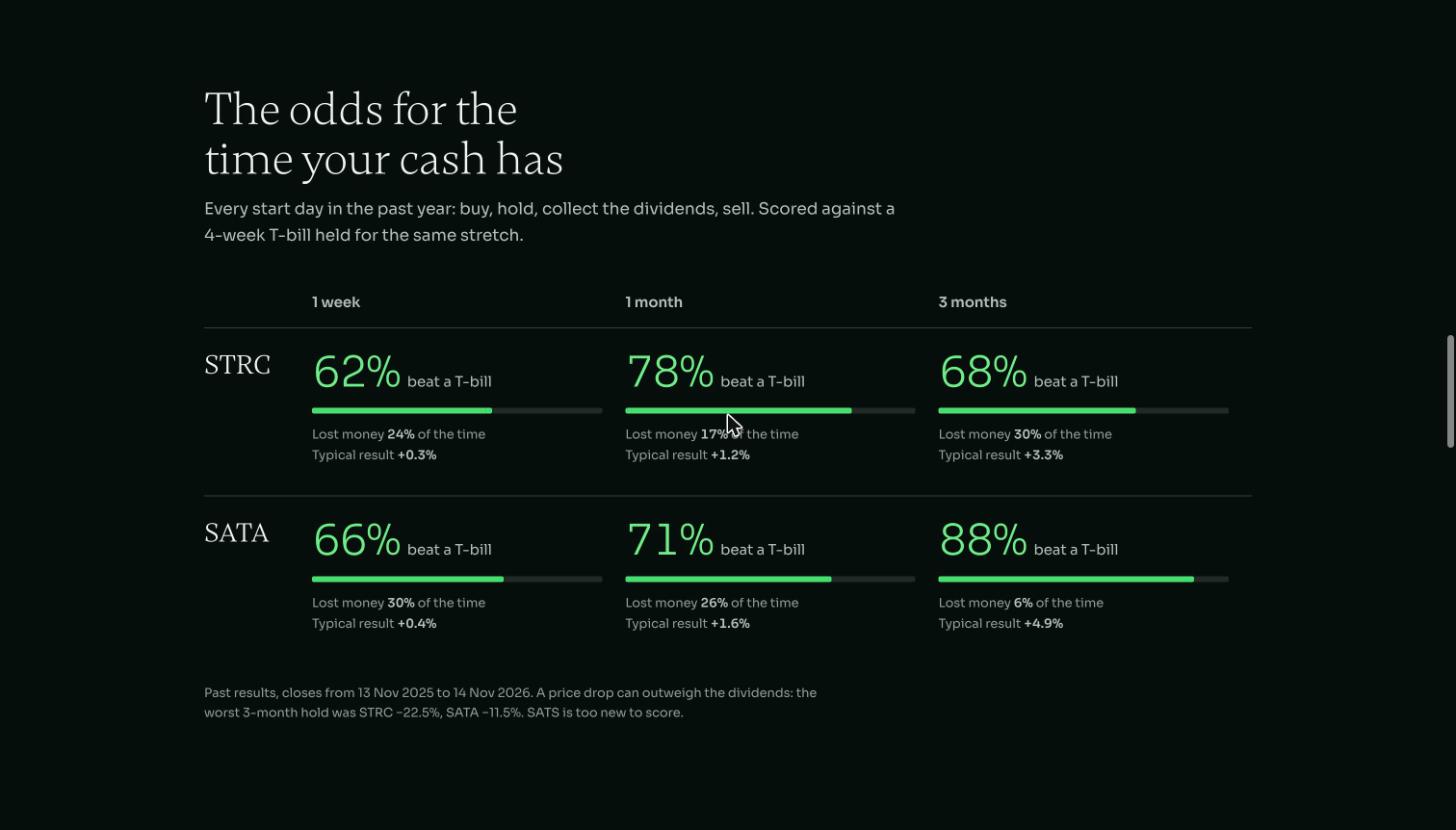 The odds for the
time your cash has
Every start day in the past year: buy, hold, collect the dividends, sell. Scored against a
4-week T-bill held for the same stretch.
1 week
1 month
3 months
STRC
62% beat a T-bill
Lost money 24% of the time
Typical result +0.3%
78% beat a T-bill
Lost money 17% of the time
Typical result +1.2%
68% beat a T-bill
Lost money 30% of the time
Typical result +3.3%
SATA
66% beat a T-bill
Lost money 30% of the time
Typical result +0.4%
71% beat a T-bill
Lost money 26% of the time
Typical result +1.6%
88% beat a T-bill
Lost money 6% of the time
Typical result +4.9%
Past results, closes from 13 Nov 2025 to 14 Nov 2026. A price drop can outweigh the dividends: the
worst 3-month hold was STRC −22.5%, SATA −11.5%. SATS is too new to score.